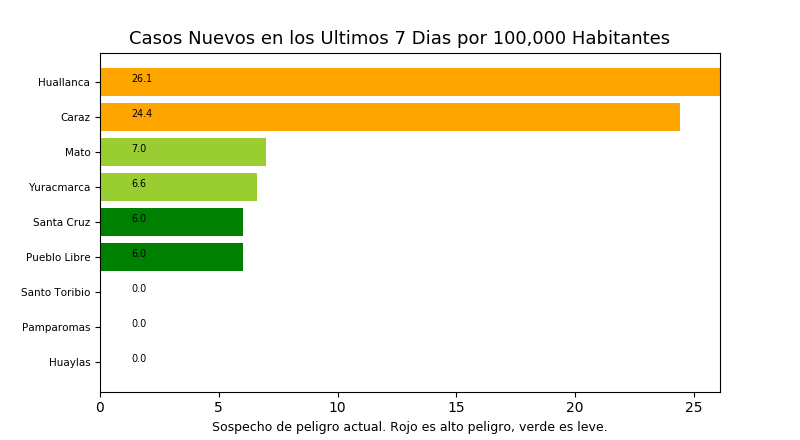 Casos Nuevos en los Ultimos 7 Dias por 100,000 Habitantes
Huallanca 26.1
Caraz 24.4
Mato 7.0
Yuracmarca 6.6
Santa Cruz 6.0
Pueblo Libre 6.0
Santo Toribio 0.0
Pamparomas 0.0
Huaylas 0.0
0 5 10 15 20 25
Sospecho de peligro actual. Rojo es alto peligro, verde es leve.